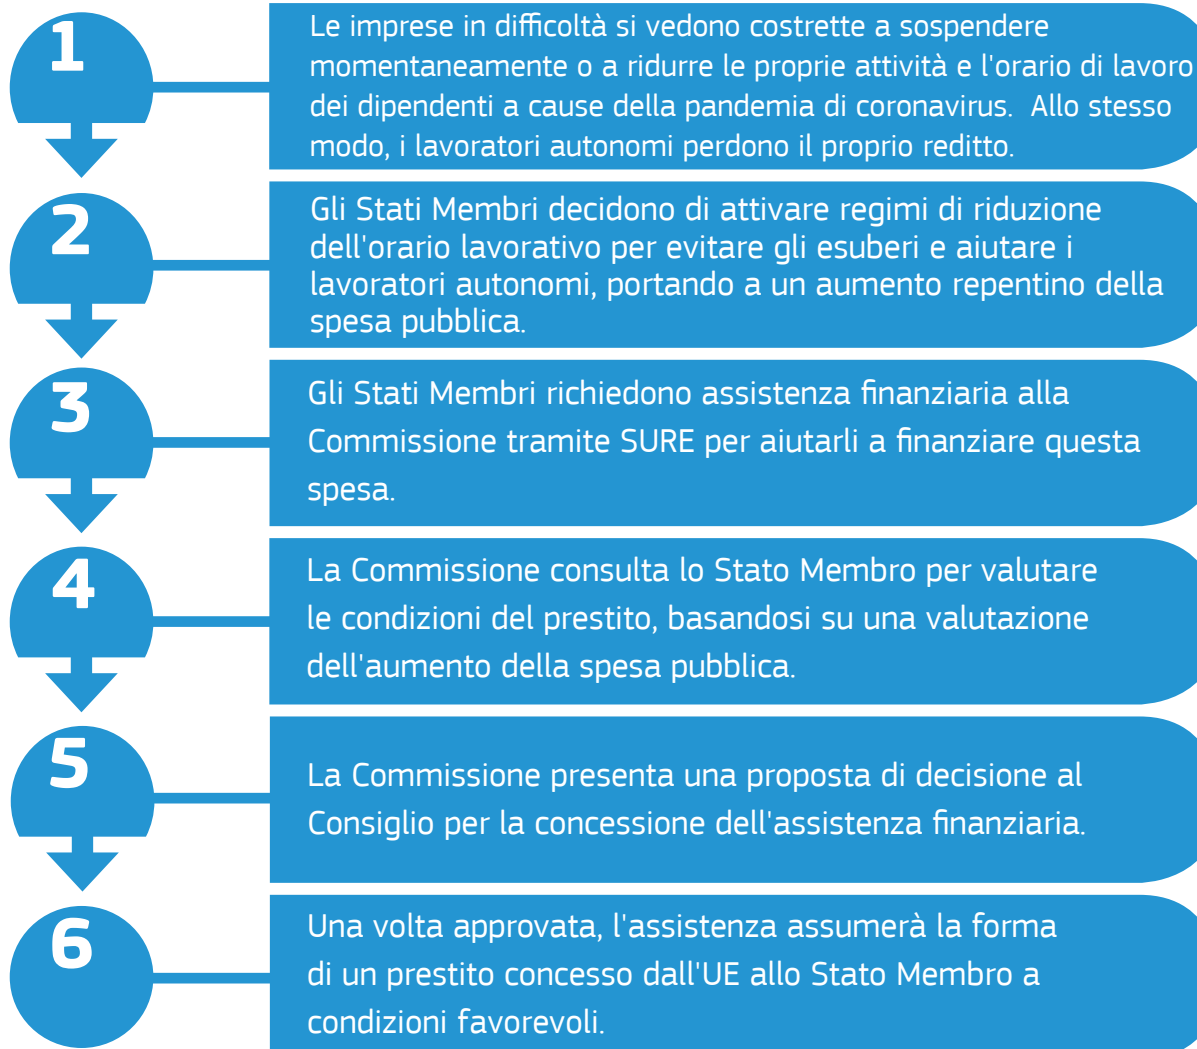 1
Le imprese in difficoltà si vedono costrette a sospendere
momentaneamente o a ridurre le proprie attività e l'orario di lavoro
dei dipendenti a cause della pandemia di coronavirus. Allo stesso
modo, i lavoratori autonomi perdono il proprio reditto.
2
Gli Stati Membri decidono di attivare regimi di riduzione
dell'orario lavorativo per evitare gli esuberi e aiutare i
lavoratori autonomi, portando a un aumento repentino della
spesa pubblica.
3
Gli Stati Membri richiedono assistenza finanziaria alla
Commissione tramite SURE per aiutarli a finanziare questa
spesa.
4
La Commissione consulta lo Stato Membro per valutare
le condizioni del prestito, basandosi su una valutazione
dell'aumento della spesa pubblica.
5
La Commissione presenta una proposta di decisione al
Consiglio per la concessione dell'assistenza finanziaria.
6
Una volta approvata, l'assistenza assumerà la forma
di un prestito concesso dall'UE allo Stato Membro a
condizioni favorevoli.